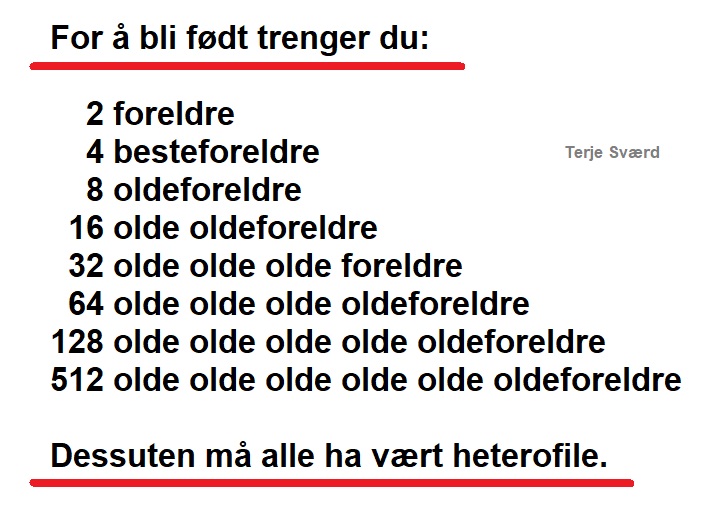 For å bli født trenger du:
2 foreldre
4 besteforeldre
Terje Sværd
8 oldeforeldre
16 olde oldeforeldre
32 olde olde olde foreldre
64 olde olde olde oldeforeldre
128 olde olde olde olde oldeforeldre
512 olde olde olde olde olde oldeforeldre
Dessuten må alle ha vært heterofile.